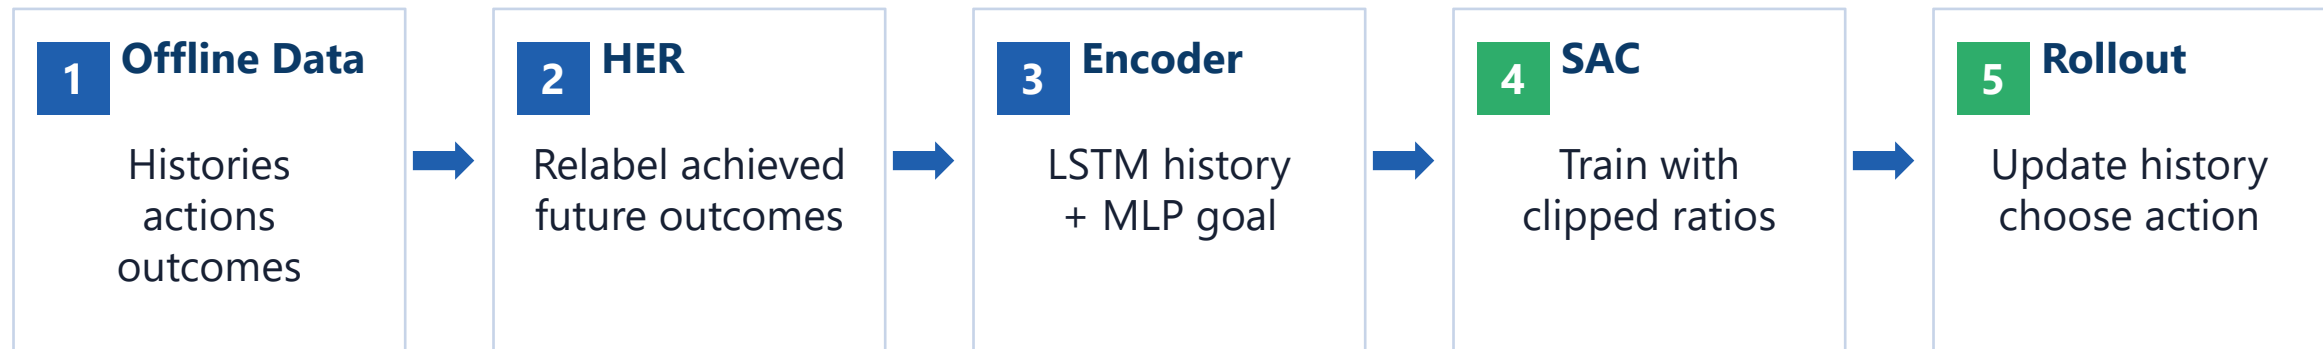 1 Offline Data
Histories
actions
outcomes
2 HER
Relabel achieved
future outcomes
3 Encoder
LSTM history
+ MLP goal
4 SAC
Train with
clipped ratios
5 Rollout
Update history
choose action